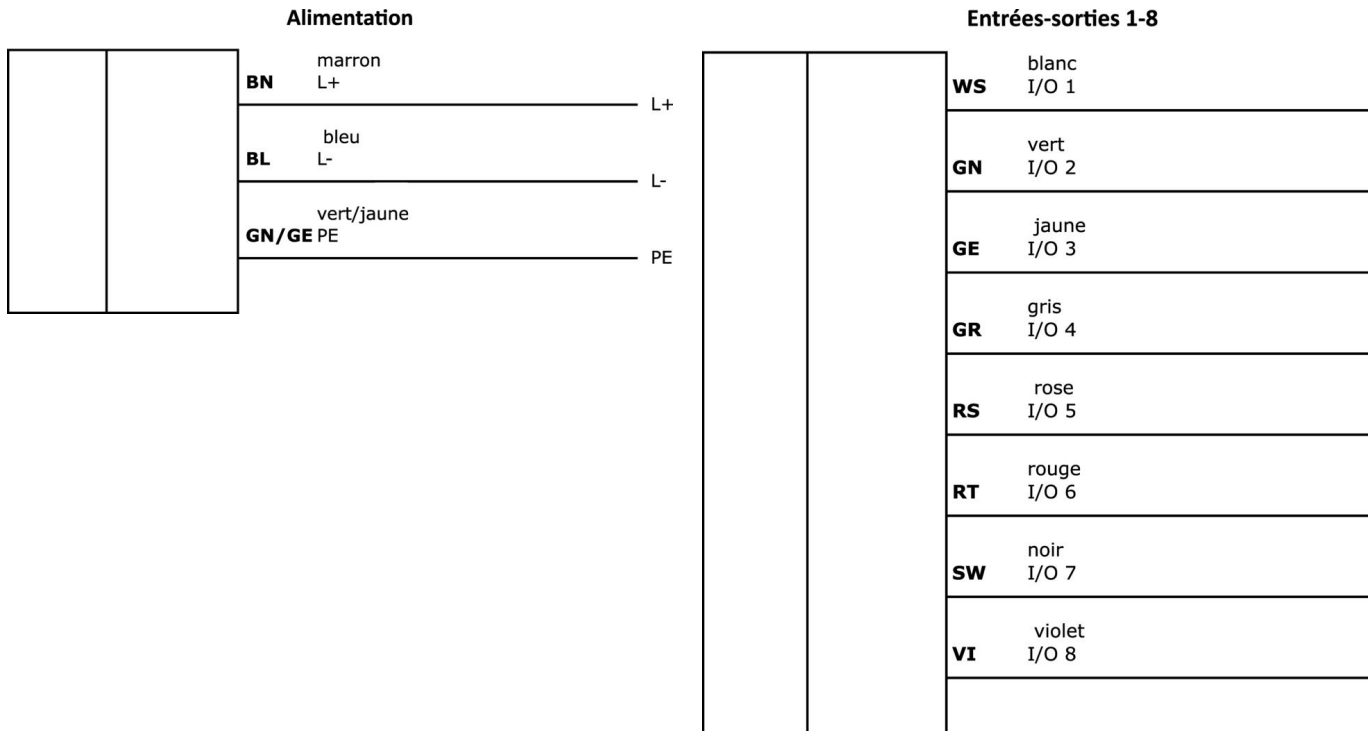 Alimentation
marron
BN L+
L+
bleu
BL L-
L-
vert/jaune
GN/GE PE
PE
Entrées-sorties 1-8
blanc
WS I/O 1
vert
GN I/O 2
jaune
GE I/O 3
gris
GR I/O 4
rose
RS I/O 5
rouge
RT I/O 6
noir
SW I/O 7
violet
VI I/O 8